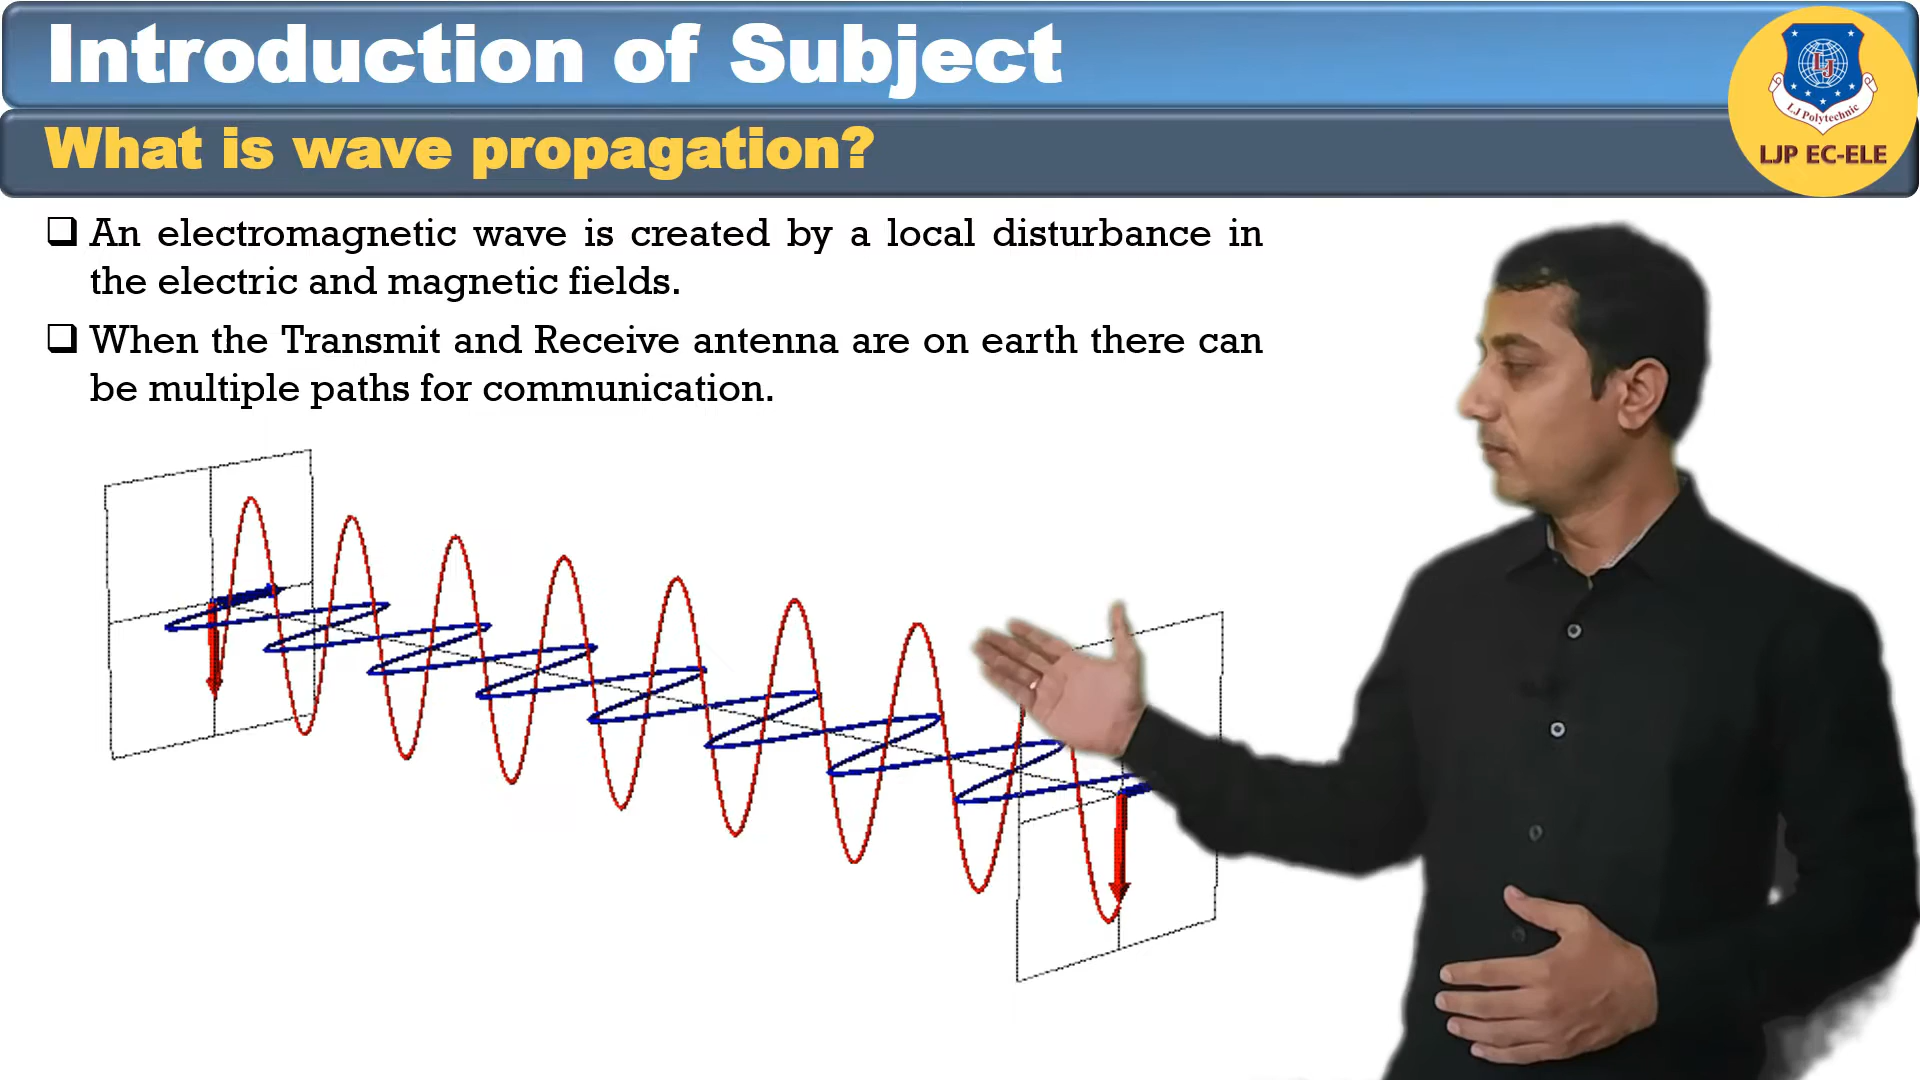 Introduction of Subject
What is wave propagation?
LJ
LJ Polytechnic
LJP EC-ELE
❑ An electromagnetic wave is created by a local disturbance in
the electric and magnetic fields.
❑ When the Transmit and Receive antenna are on earth there can
be multiple paths for communication.